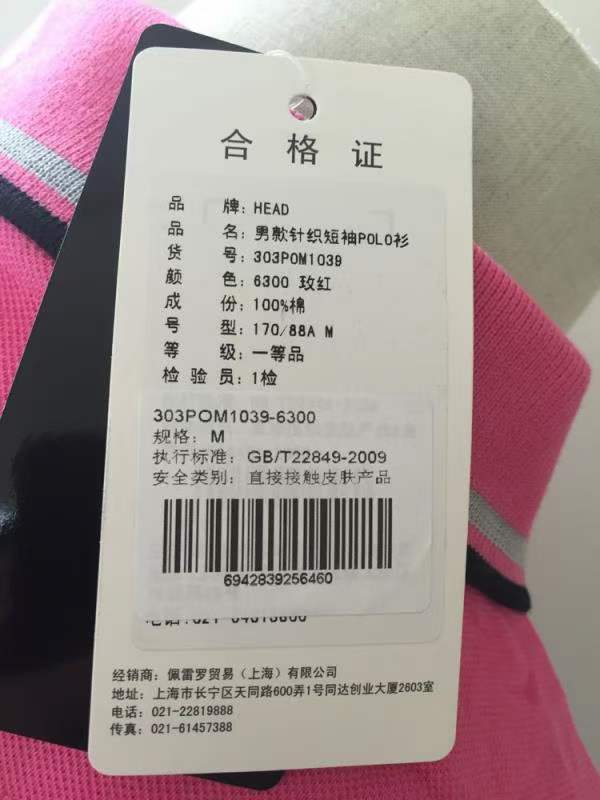 合格证
品 牌: HEAD
品 名: 男款针织短袖POLO衫
货 号: 303POM1039
颜 色: 6300 玫红
成 份: 100%棉
号 型: 170/88A M
等 级: 一等品
检 验 员: 1检
303POM1039-6300
规格: M
执行标准: GB/T22849-2009
安全类别: 直接接触皮肤产品
6942839256460
经销商: 佩雷罗贸易（上海）有限公司
地址: 上海市长宁区天同路600弄1号同达创业大厦2603室
电话: 021-22819888
传真: 021-61457388